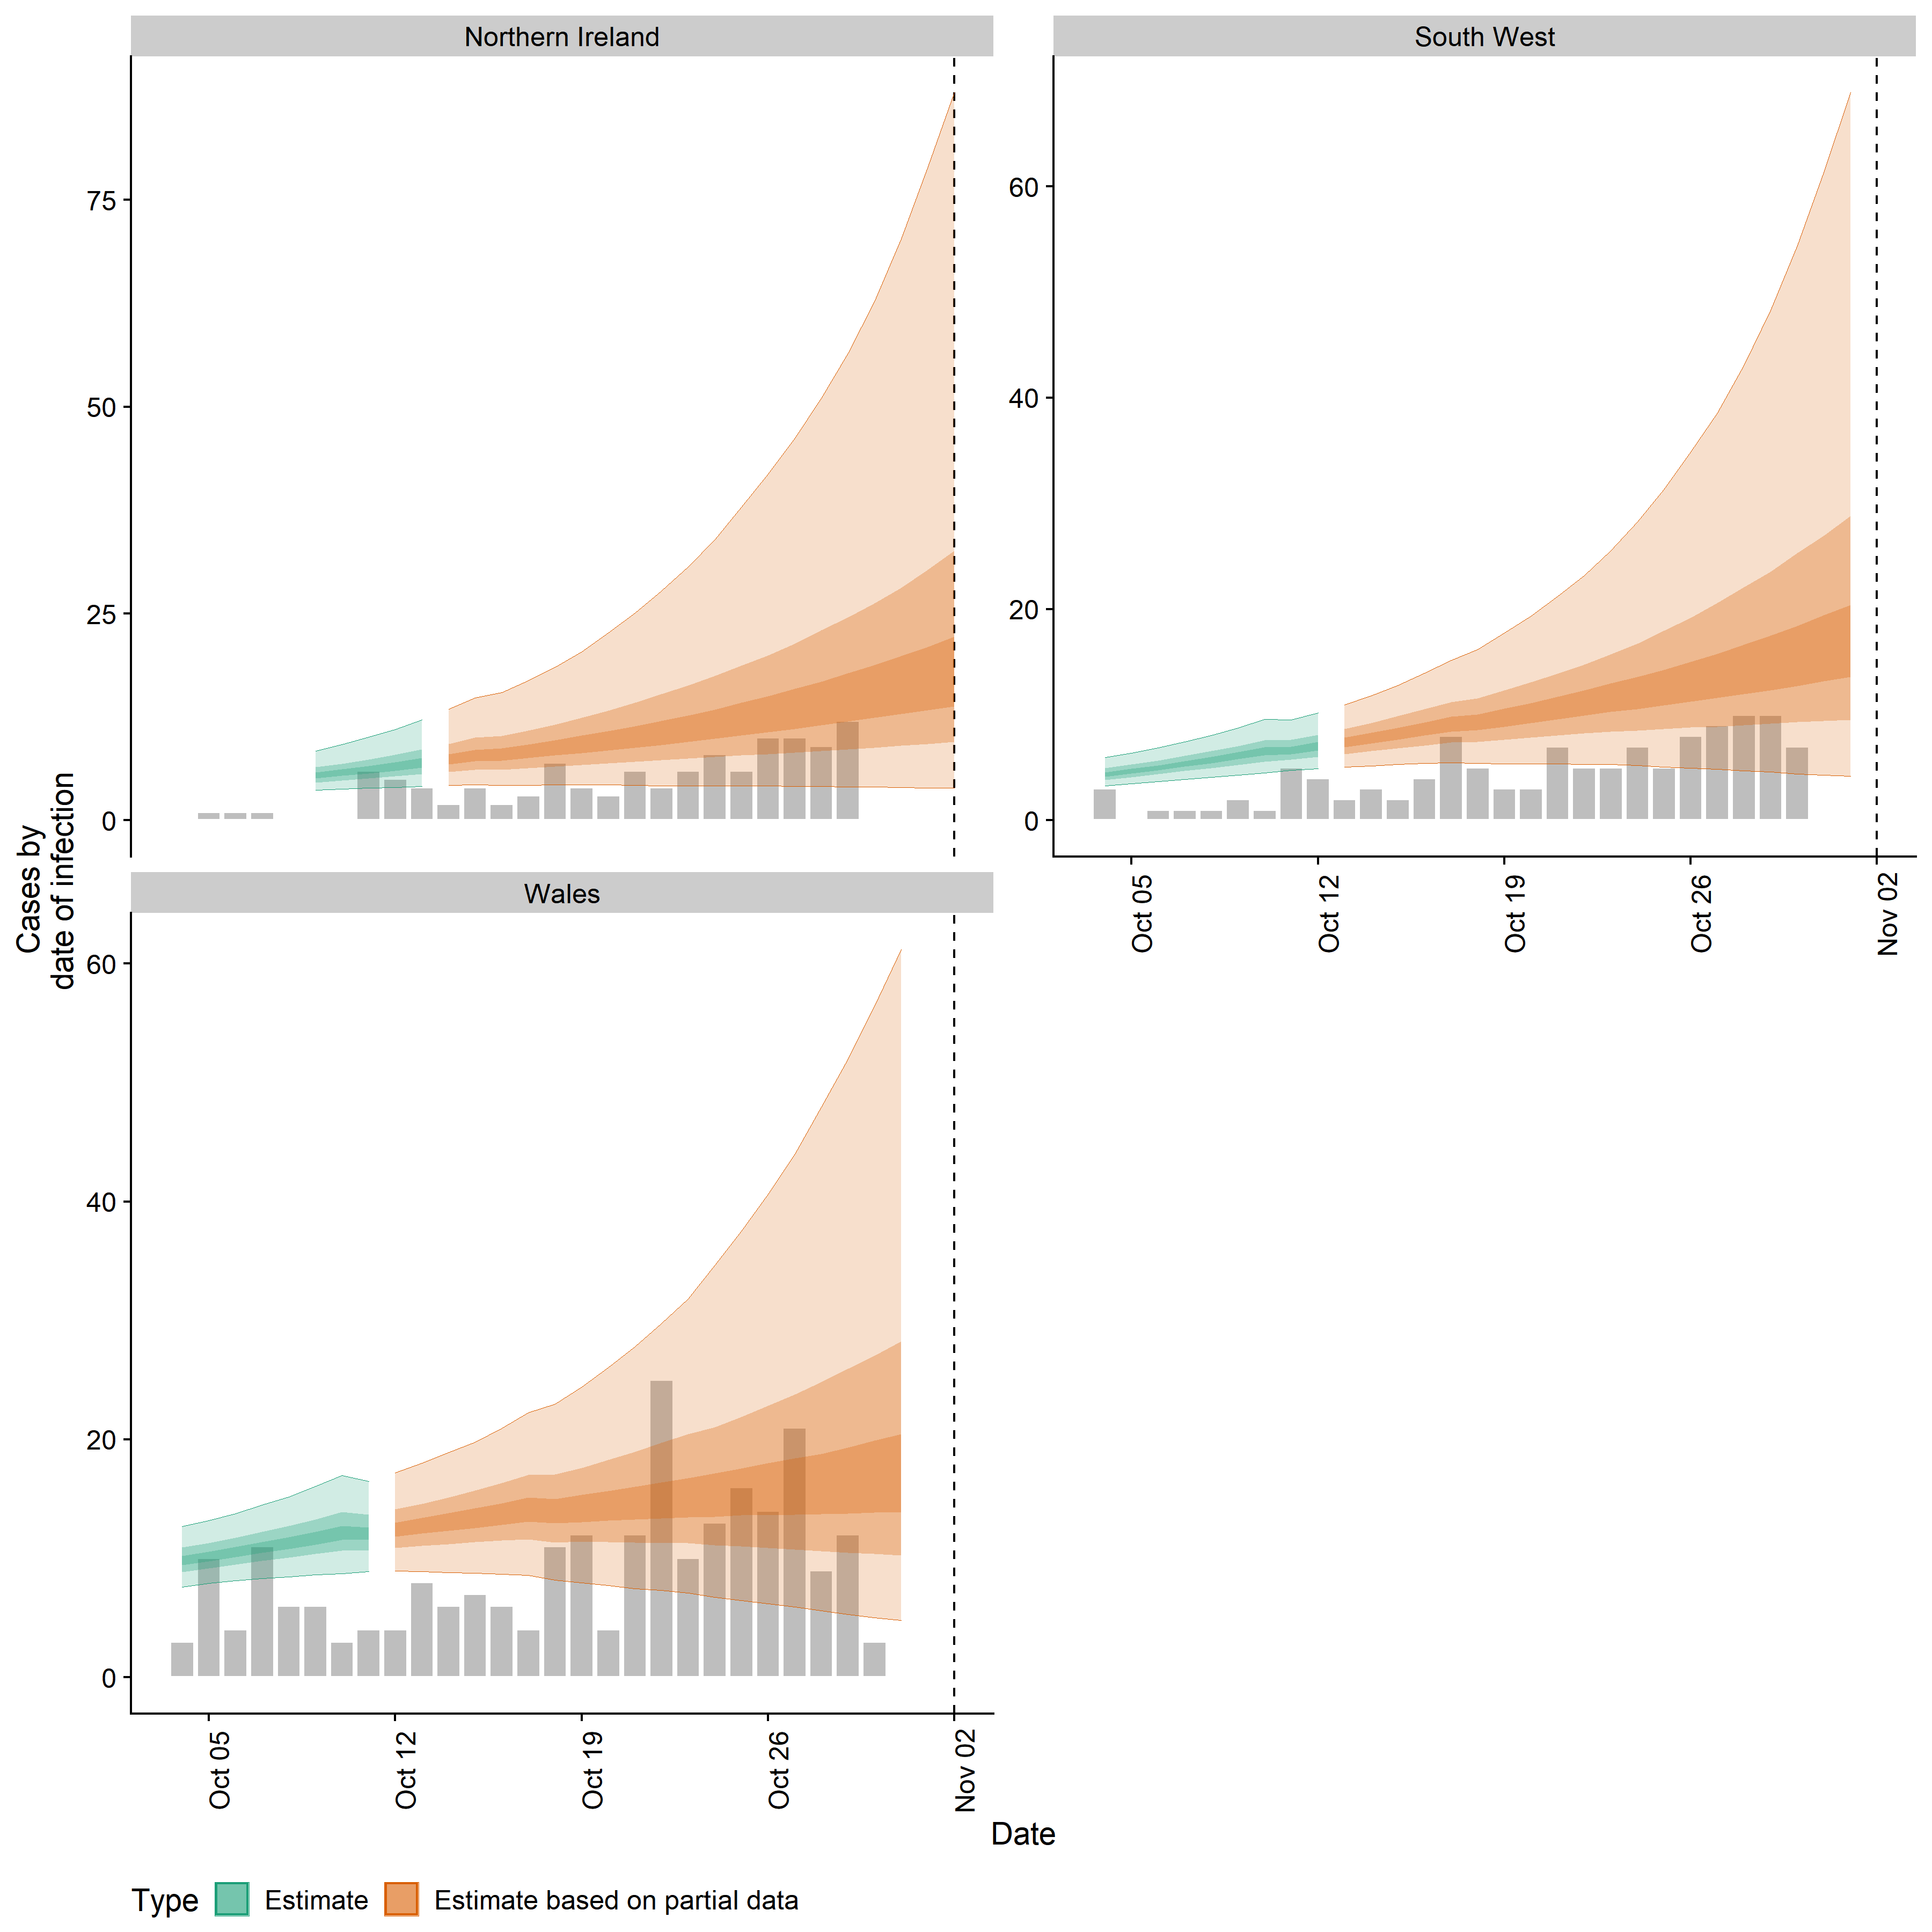 Northern Ireland
South West
75
50
25
0
60
40
20
0
Oct 05
Oct 12
Oct 19
Oct 26
Nov 02
Cases by
date of infection
Wales
60
40
20
0
Oct 05
Oct 12
Oct 19
Oct 26
Nov 02
Date
Type
Estimate
Estimate based on partial data